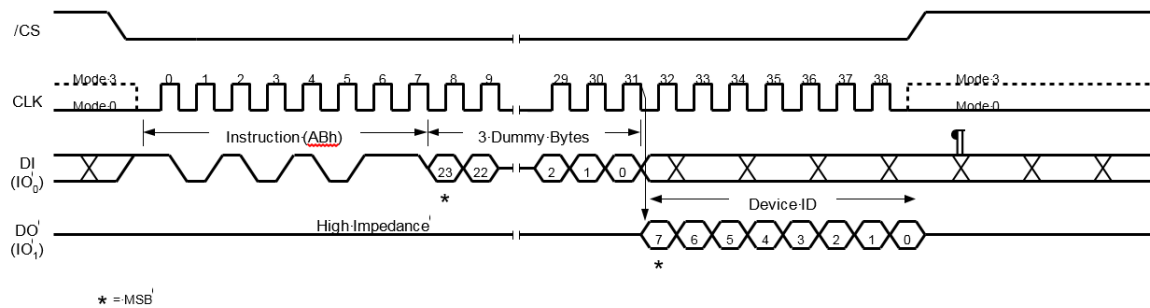 /CS
Mode 3 0 1 2 3 4 5 6 7 8 9 29 30 31 32 33 34 35 36 37 38 Mode 3
CLK Mode 0 Mode 0
Instruction (ABh) 3 Dummy Bytes ¶
DI
(IO0) 23 22 2 1 0
*
Device ID
High Impedance
DO
(IO1) 7 6 5 4 3 2 1 0
*
* = MSB